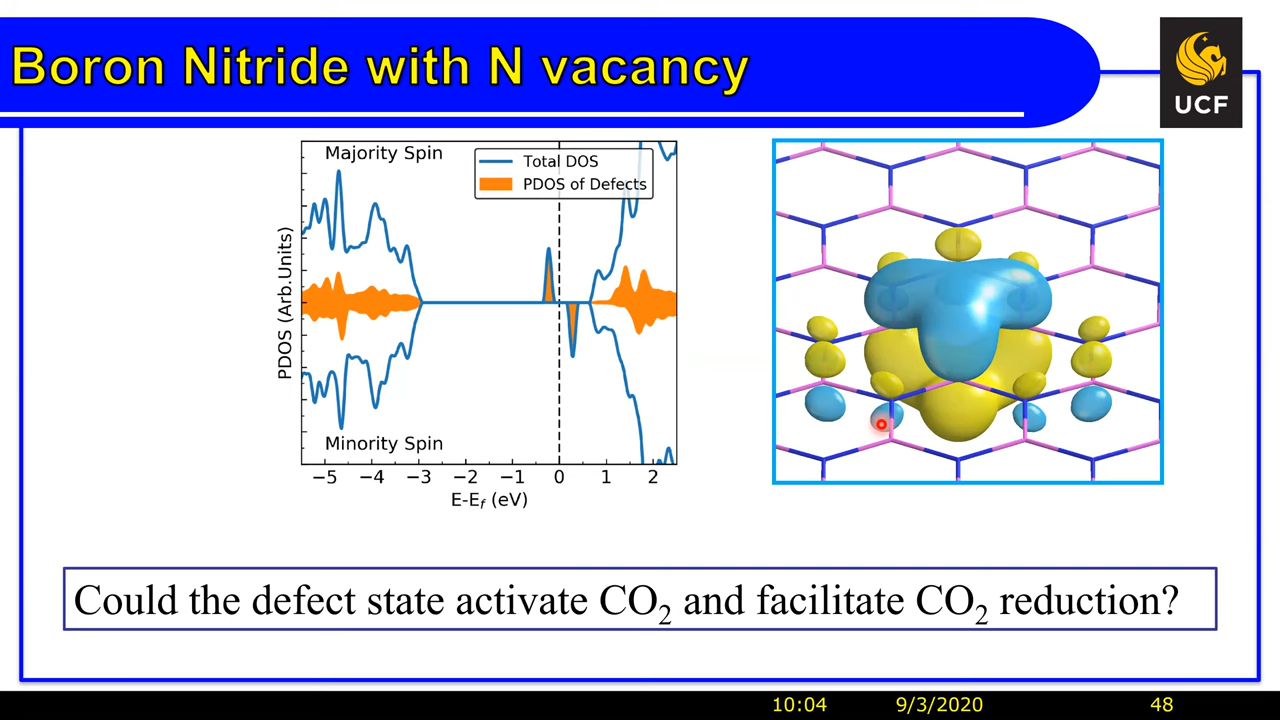 Boron Nitride with N vacancy
UCF
Majority Spin
Total DOS
PDOS of Defects
PDOS (Arb.Units)
Minority Spin
−5 −4 −3 −2 −1 0 1 2
E-E_f (eV)
Could the defect state activate CO₂ and facilitate CO₂ reduction?
10:04 9/3/2020 48